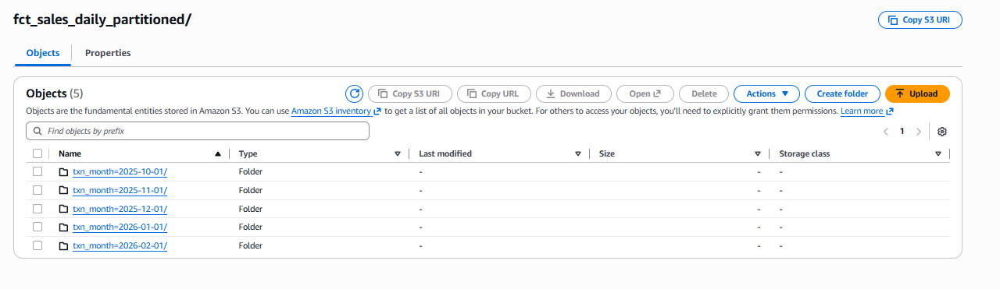 fct_sales_daily_partitioned/
Copy S3 URI
Objects
Properties
Objects (5)
Copy S3 URI
Copy URL
Download
Open
Delete
Actions
Create folder
Upload
Objects are the fundamental entities stored in Amazon S3. You can use Amazon S3 inventory to get a list of all objects in your bucket. For others to access your objects, you'll need to explicitly grant them permissions. Learn more
Find objects by prefix
1
Name Type Last modified Size Storage class
txn_month=2025-10-01/ Folder - - -
txn_month=2025-11-01/ Folder - - -
txn_month=2025-12-01/ Folder - - -
txn_month=2026-01-01/ Folder - - -
txn_month=2026-02-01/ Folder - - -